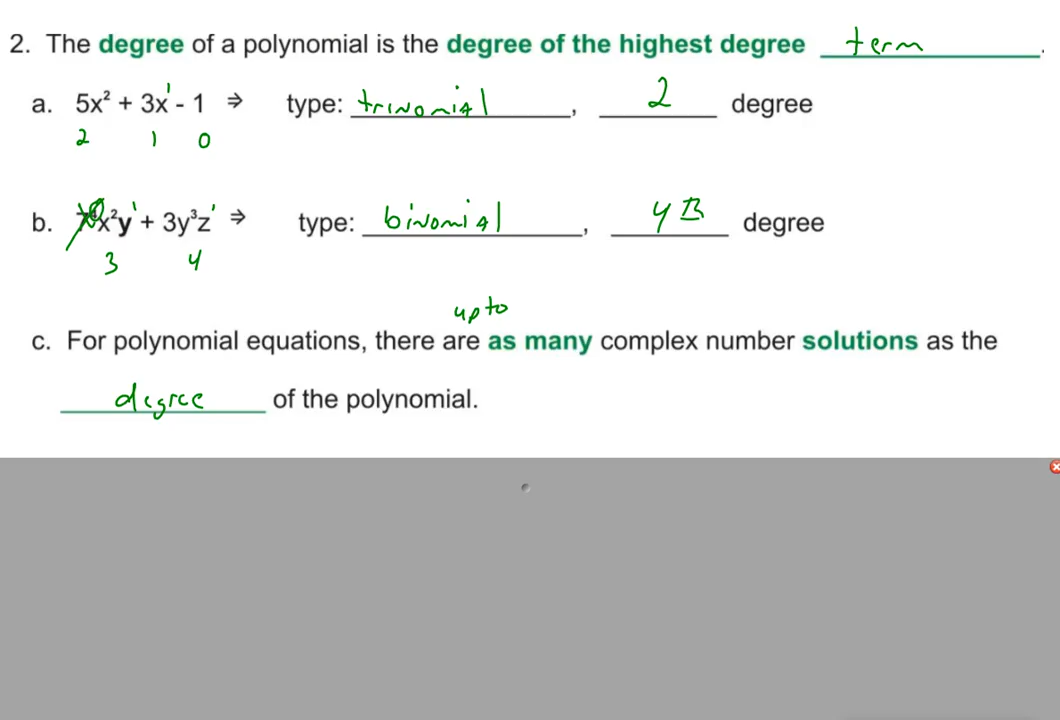 2. The degree of a polynomial is the degree of the highest degree term.
a. 5x² + 3x¹ - 1 ⇒ type: trinomial, 2 degree
2 1 0
b. x²y¹ + 3y³z¹ ⇒ type: binomial, 4 degree
3 4
up to
c. For polynomial equations, there are as many complex number solutions as the
degree of the polynomial.